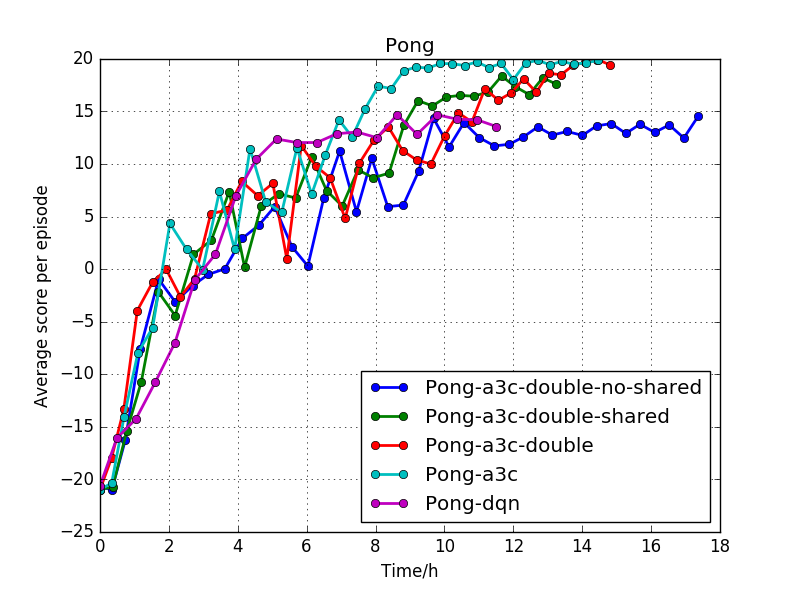 Pong
Average score per episode
20
15
10
5
0
−5
−10
−15
−20
−25
Pong-a3c-double-no-shared
Pong-a3c-double-shared
Pong-a3c-double
Pong-a3c
Pong-dqn
0 2 4 6 8 10 12 14 16 18
Time/h